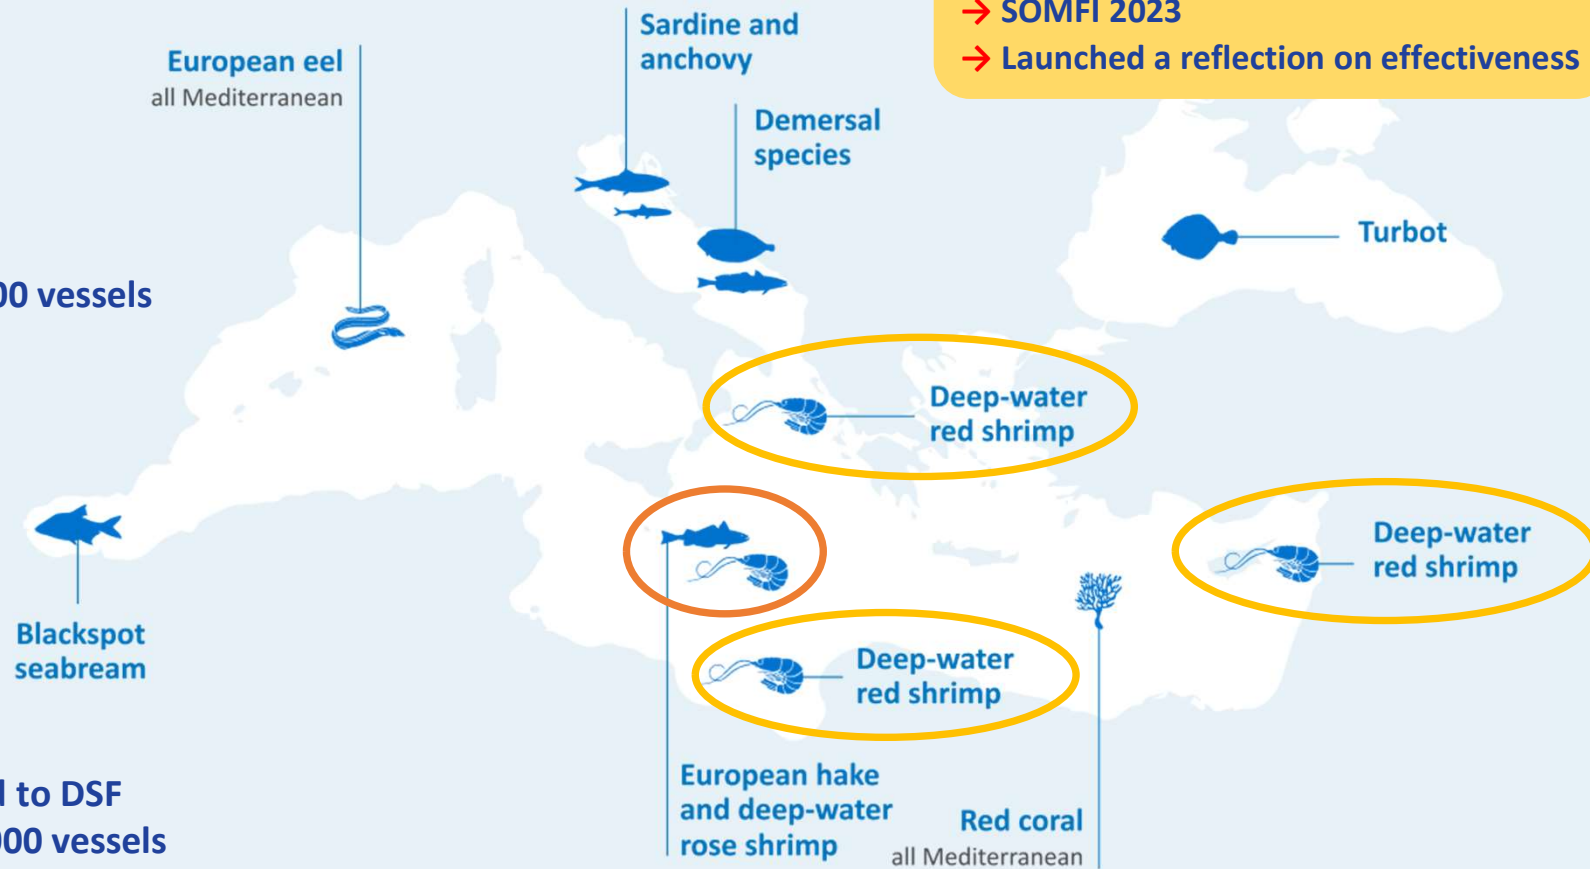 → SOMFI 2023
→ Launched a reflection on effectiveness
Sardine and
anchovy
European eel
all Mediterranean
Demersal
species
Turbot
00 vessels
Deep-water
red shrimp
Deep-water
red shrimp
Blackspot
seabream
Deep-water
red shrimp
European hake
and deep-water
rose shrimp
Red coral
all Mediterranean
to DSF
000 vessels